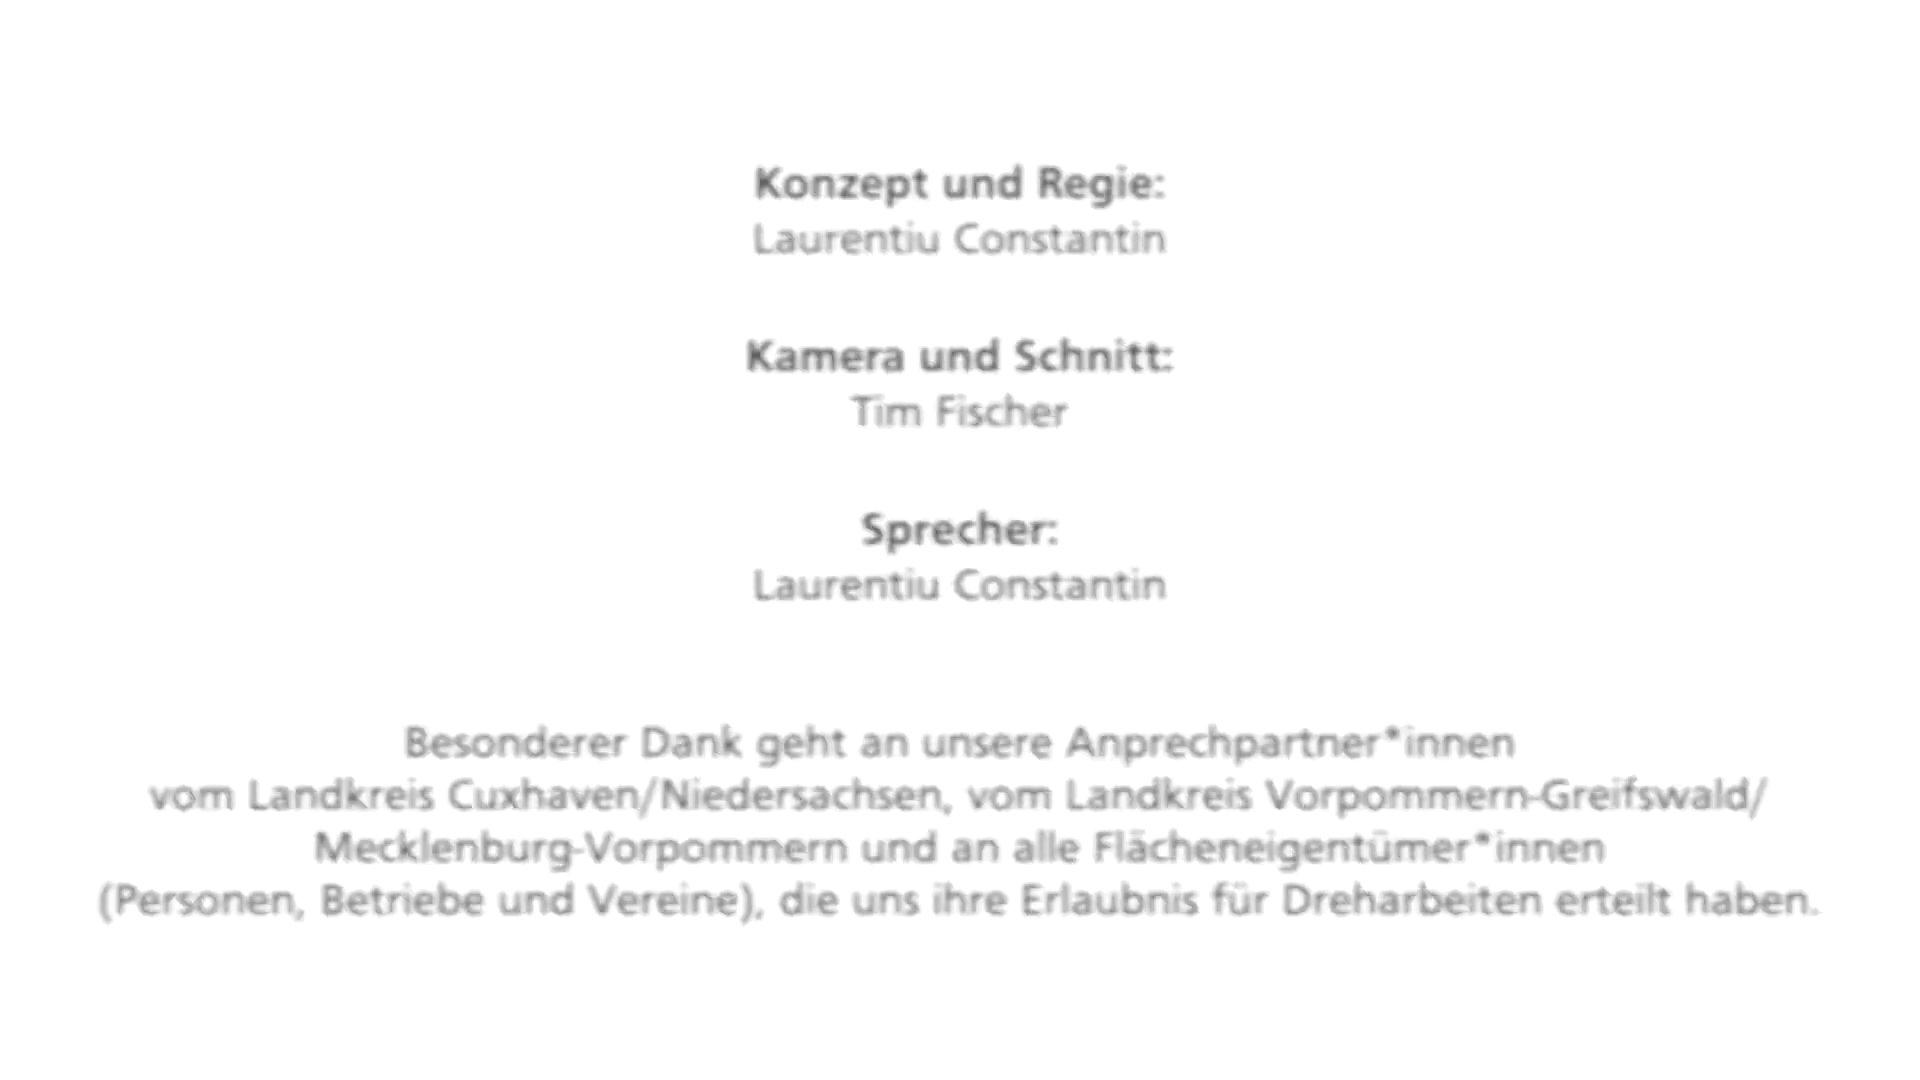 Konzept und Regie:
Laurentiu Constantin
Kamera und Schnitt:
Tim Fischer
Sprecher:
Laurentiu Constantin
Besonderer Dank geht an unsere Anprechpartner*innen
vom Landkreis Cuxhaven/Niedersachsen, vom Landkreis Vorpommern-Greifswald/
Mecklenburg-Vorpommern und an alle Flächeneigentümer*innen
(Personen, Betriebe und Vereine), die uns ihre Erlaubnis für Dreharbeiten erteilt haben.